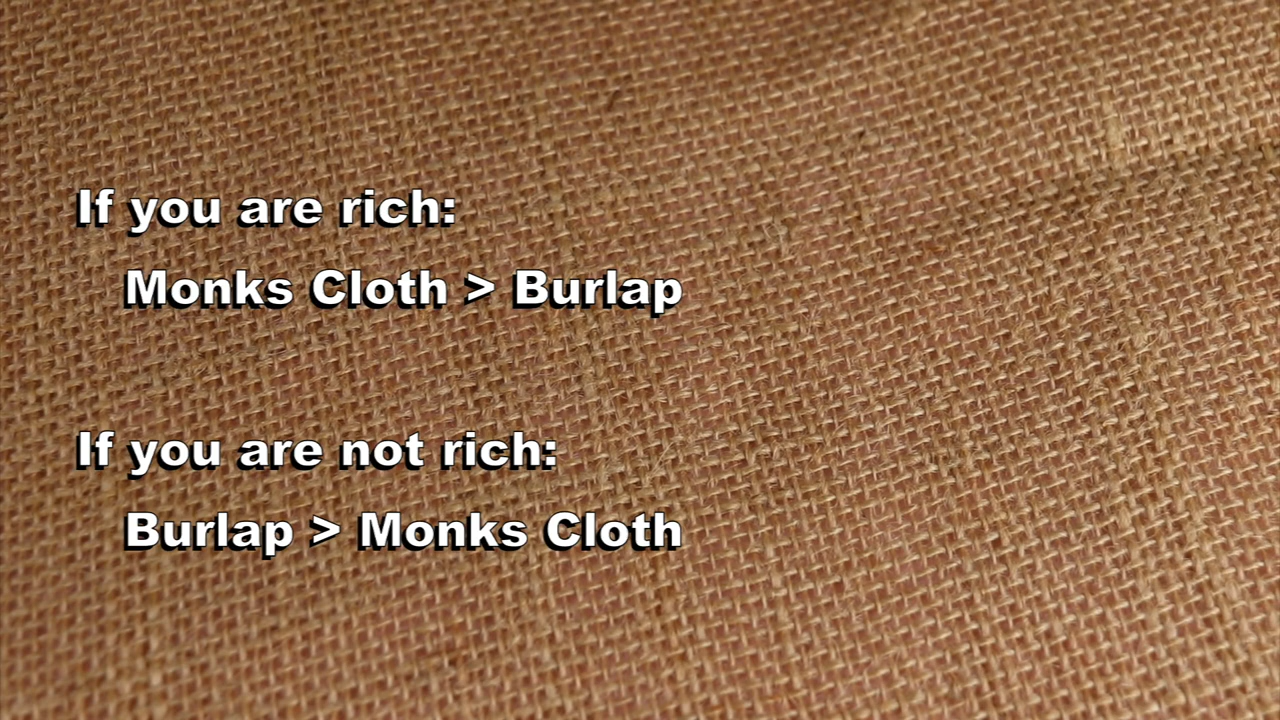 If you are rich:
Monks Cloth > Burlap
If you are not rich:
Burlap > Monks Cloth